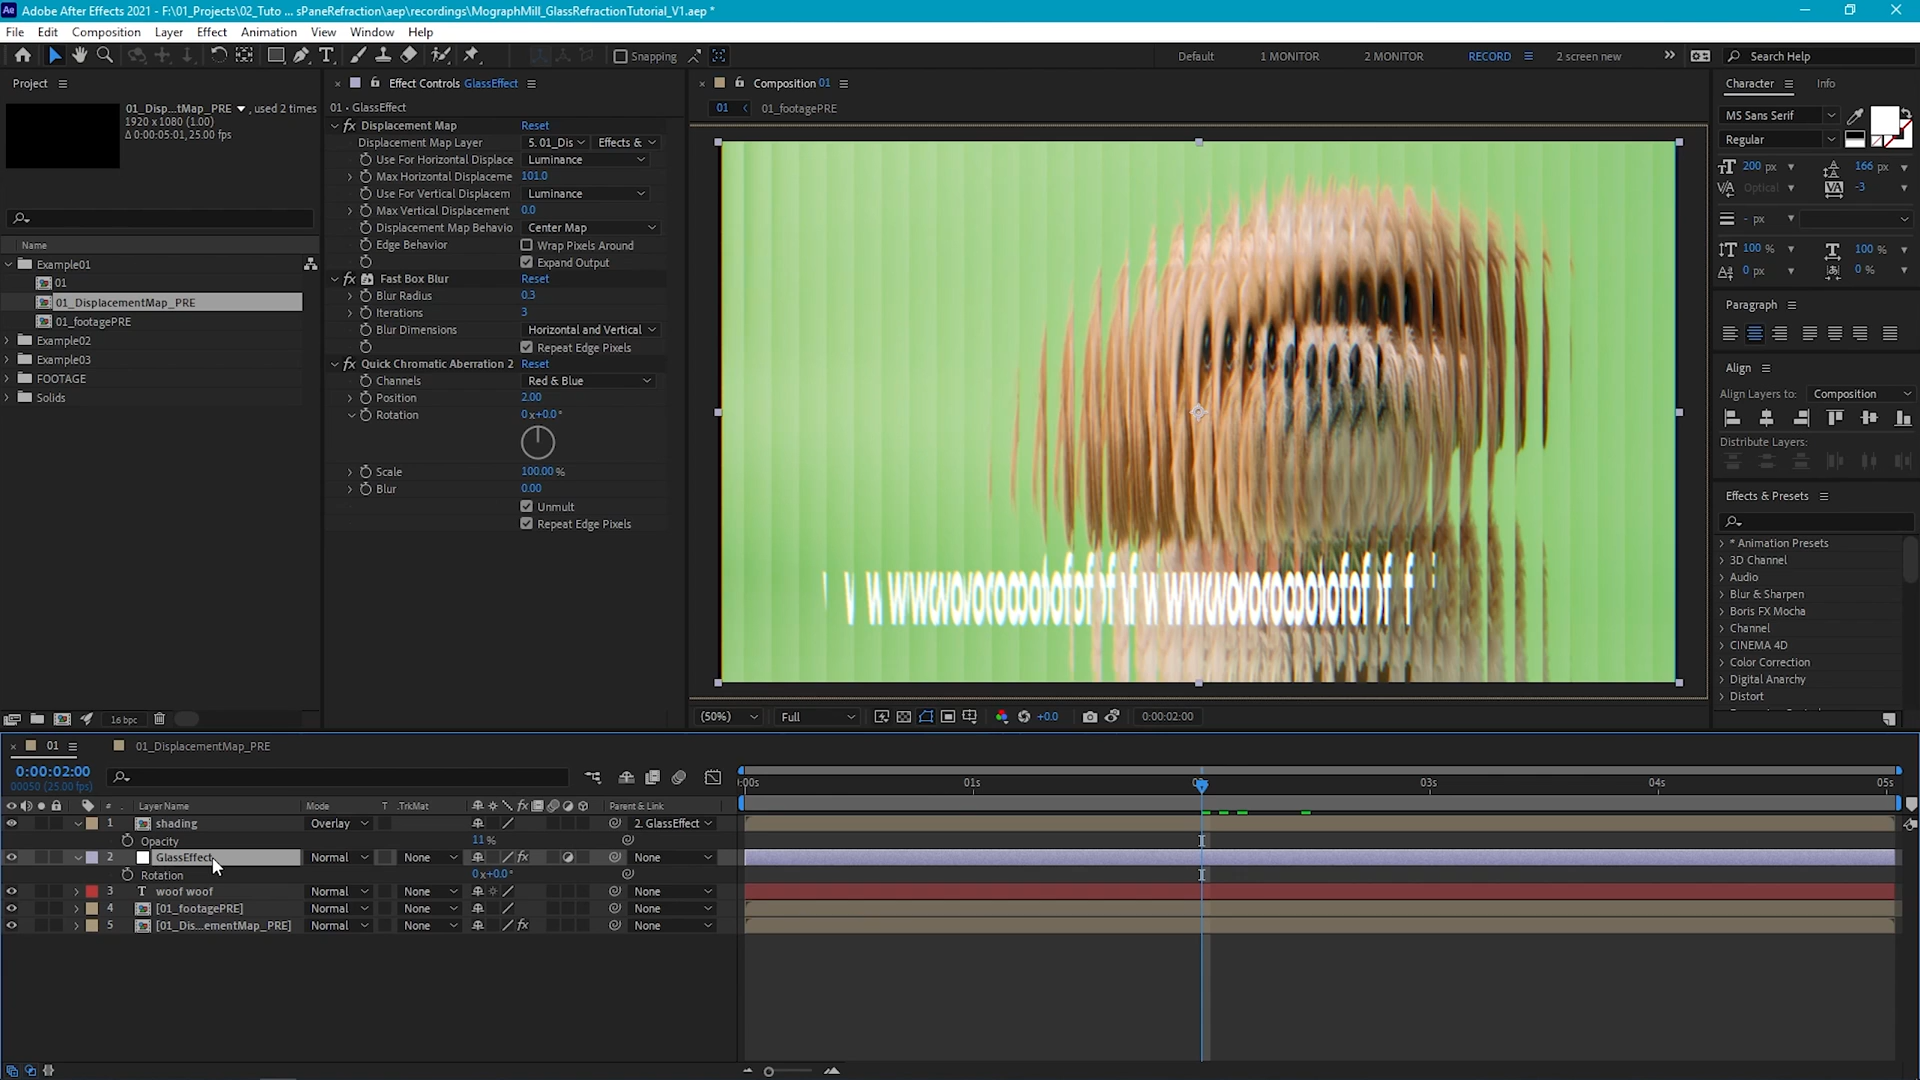 Adobe After Effects 2021 - F:\01_Projects\02_Tuto ... sPaneRefraction\aep\recordings\MographMill_GlassRefractionTutorial_V1.aep *
File Edit Composition Layer Effect Animation View Window Help
Snapping
Default 1 MONITOR 2 MONITOR RECORD 2 screen new Search Help
Project
01_Disp...tMap_PRE , used 2 times
1920 x 1080 (1.00)
Δ 0:00:05:01, 25.00 fps
Name
Example01
01
01_DisplacementMap_PRE
01_footagePRE
Example02
Example03
FOOTAGE
Solids
16 bpc
Effect Controls GlassEffect
01 • GlassEffect
fx Displacement Map Reset
Displacement Map Layer 5. 01_Dis Effects &
Use For Horizontal Displace Luminance
Max Horizontal Displaceme 101.0
Use For Vertical Displacem Luminance
Max Vertical Displacement 0.0
Displacement Map Behavio Center Map
Edge Behavior Wrap Pixels Around
Expand Output
fx Fast Box Blur Reset
Blur Radius 0.3
Iterations 3
Blur Dimensions Horizontal and Vertical
Repeat Edge Pixels
fx Quick Chromatic Aberration 2 Reset
Channels Red & Blue
Position 2.00
Rotation 0x+0.0°
Scale 100.00 %
Blur 0.00
Unmult
Repeat Edge Pixels
Composition 01
01 01_footagePRE
(50%) Full +0.0 0:00:02:00
Character Info
MS Sans Serif
Regular
200 px 166 px
Optical -3
- px
100 % 100 %
0 px 0 %
Paragraph
Align
Align Layers to: Composition
Distribute Layers:
Effects & Presets
* Animation Presets
3D Channel
Audio
Blur & Sharpen
Boris FX Mocha
Channel
CINEMA 4D
Color Correction
Digital Anarchy
Distort
01 01_DisplacementMap_PRE
0:00:02:00
00050 (25.00 fps)
:00s 01s 03s 04s 05s
# Layer Name Mode T .TrkMat Parent & Link
1 shading Overlay 2. GlassEffect
Opacity 11 %
2 GlassEffect Normal None None
Rotation 0x+0.0°
3 T woof woof Normal None None
4 [01_footagePRE] Normal None None
5 [01_Dis...ementMap_PRE] Normal None None